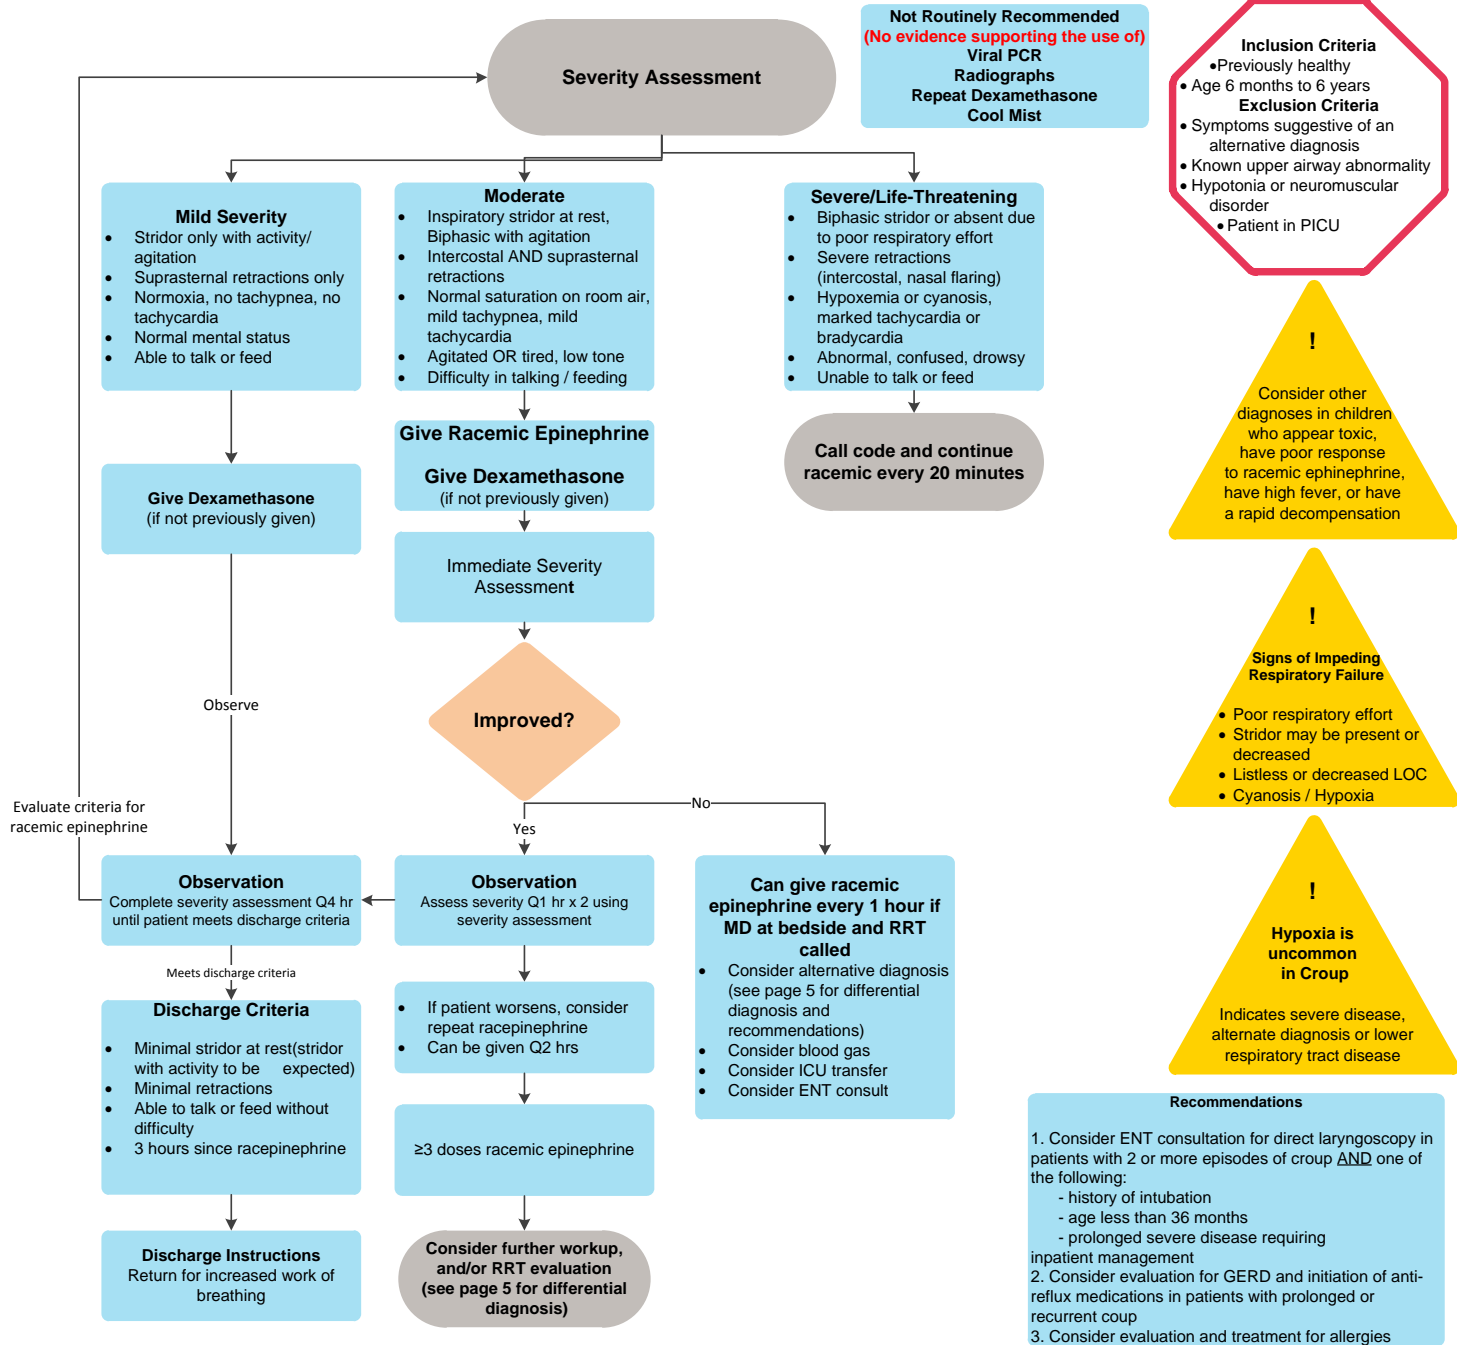 Severity Assessment
Not Routinely Recommended
(No evidence supporting the use of)
Viral PCR
Radiographs
Repeat Dexamethasone
Cool Mist
Inclusion Criteria
•Previously healthy
• Age 6 months to 6 years
Exclusion Criteria
• Symptoms suggestive of an
alternative diagnosis
• Known upper airway abnormality
• Hypotonia or neuromuscular
disorder
• Patient in PICU
Mild Severity
• Stridor only with activity/
agitation
• Suprasternal retractions only
• Normoxia, no tachypnea, no
tachycardia
• Normal mental status
• Able to talk or feed
Moderate
• Inspiratory stridor at rest,
Biphasic with agitation
• Intercostal AND suprasternal
retractions
• Normal saturation on room air,
mild tachypnea, mild
tachycardia
• Agitated OR tired, low tone
• Difficulty in talking / feeding
Severe/Life-Threatening
• Biphasic stridor or absent due
to poor respiratory effort
• Severe retractions
(intercostal, nasal flaring)
• Hypoxemia or cyanosis,
marked tachycardia or
bradycardia
• Abnormal, confused, drowsy
• Unable to talk or feed
!
Consider other
diagnoses in children
who appear toxic,
have poor response
to racemic ephinephrine,
have high fever, or have
a rapid decompensation
Give Dexamethasone
(if not previously given)
Give Racemic Epinephrine
Give Dexamethasone
(if not previously given)
Call code and continue
racemic every 20 minutes
Immediate Severity
Assessment
!
Signs of Impeding
Respiratory Failure
• Poor respiratory effort
• Stridor may be present or
decreased
• Listless or decreased LOC
• Cyanosis / Hypoxia
Observe
Improved?
Evaluate criteria for
racemic epinephrine
Yes
No
Observation
Complete severity assessment Q4 hr
until patient meets discharge criteria
Observation
Assess severity Q1 hr x 2 using
severity assessment
Can give racemic
epinephrine every 1 hour if
MD at bedside and RRT
called
• Consider alternative diagnosis
(see page 5 for differential
diagnosis and
recommendations)
• Consider blood gas
• Consider ICU transfer
• Consider ENT consult
!
Hypoxia is
uncommon
in Croup
Indicates severe disease,
alternate diagnosis or lower
respiratory tract disease
Meets discharge criteria
Discharge Criteria
• Minimal stridor at rest(stridor
with activity to be expected)
• Minimal retractions
• Able to talk or feed without
difficulty
• 3 hours since racepinephrine
• If patient worsens, consider
repeat racepinephrine
• Can be given Q2 hrs
≥3 doses racemic epinephrine
Discharge Instructions
Return for increased work of
breathing
Consider further workup,
and/or RRT evaluation
(see page 5 for differential
diagnosis)
Recommendations
1. Consider ENT consultation for direct laryngoscopy in
patients with 2 or more episodes of croup AND one of
the following:
- history of intubation
- age less than 36 months
- prolonged severe disease requiring
inpatient management
2. Consider evaluation for GERD and initiation of anti-
reflux medications in patients with prolonged or
recurrent coup
3. Consider evaluation and treatment for allergies